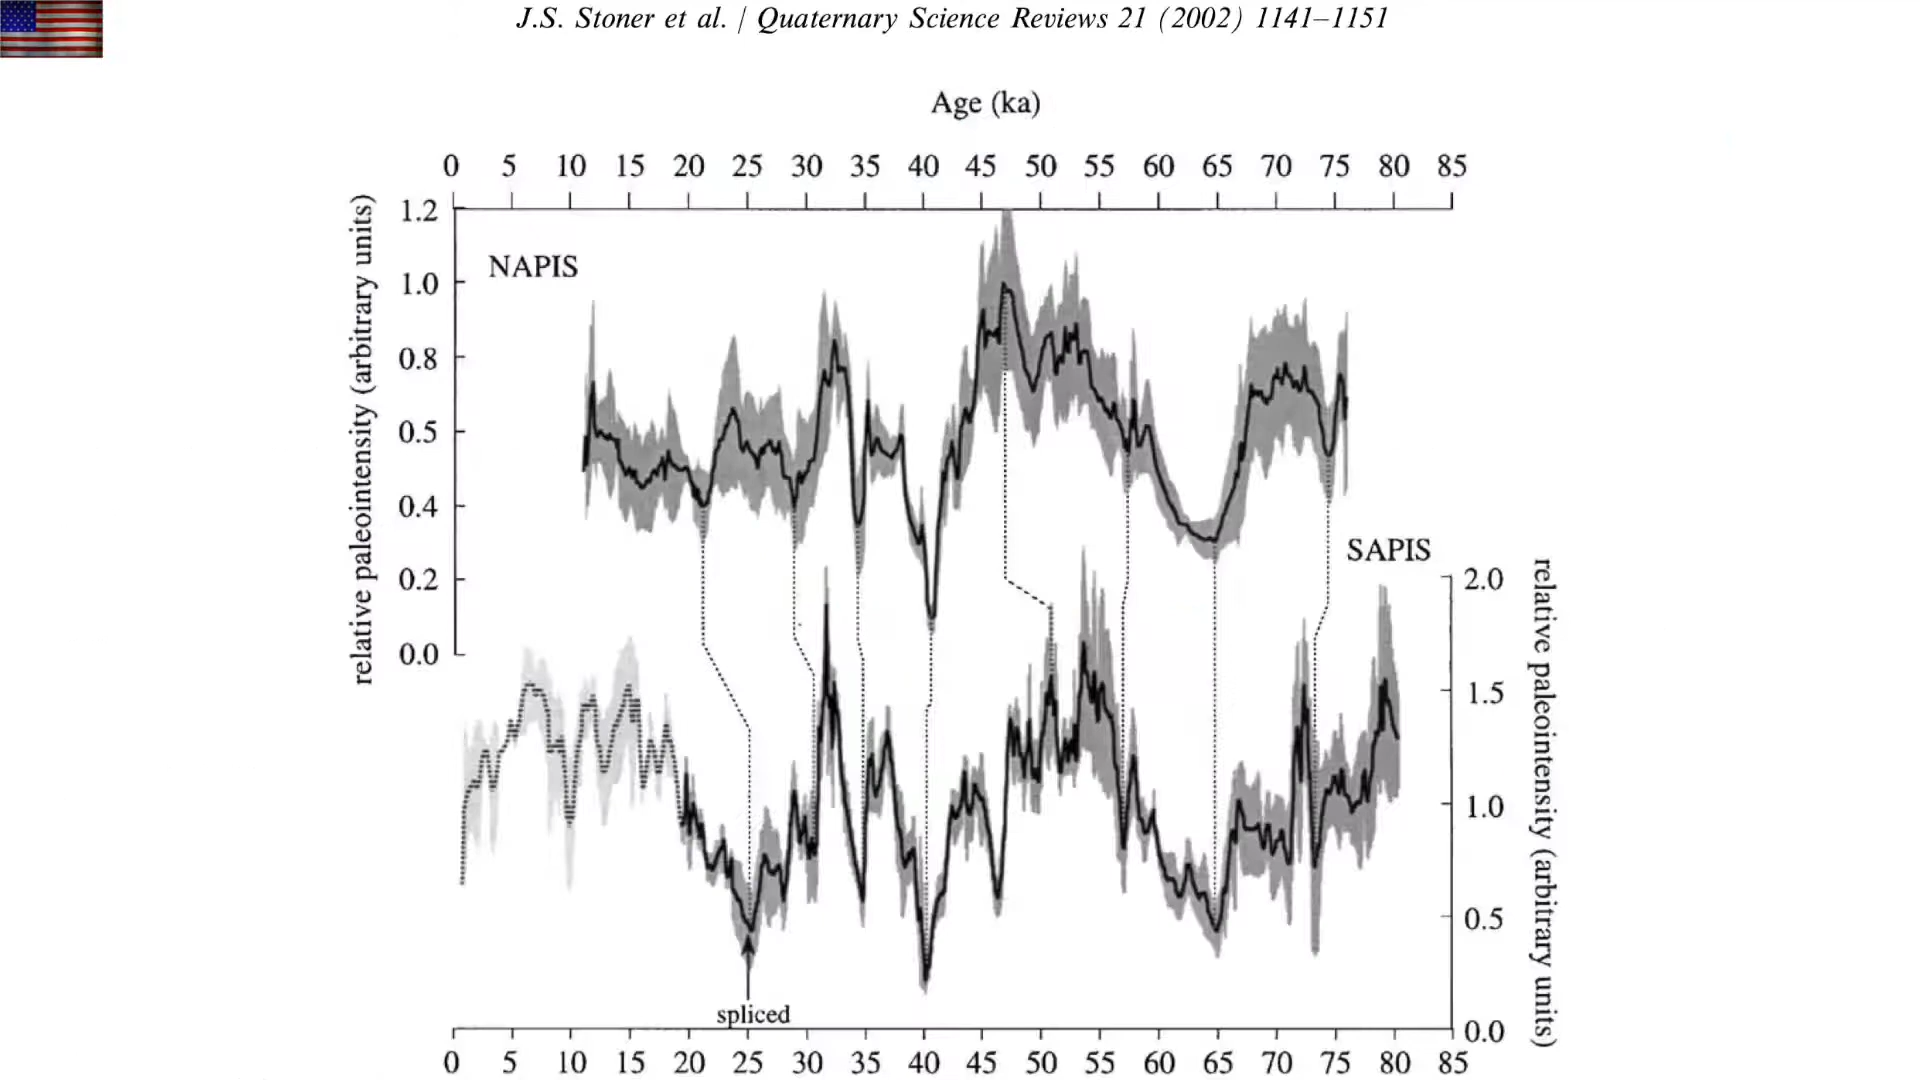 J.S. Stoner et al. / Quaternary Science Reviews 21 (2002) 1141–1151
Age (ka)
0 5 10 15 20 25 30 35 40 45 50 55 60 65 70 75 80 85
relative paleointensity (arbitrary units)
1.2
NAPIS
1.0
0.8
0.5
0.4
0.2
0.0
SAPIS
2.0
1.5
1.0
0.5
0.0
relative paleointensity (arbitrary units)
spliced
0 5 10 15 20 25 30 35 40 45 50 55 60 65 70 75 80 85